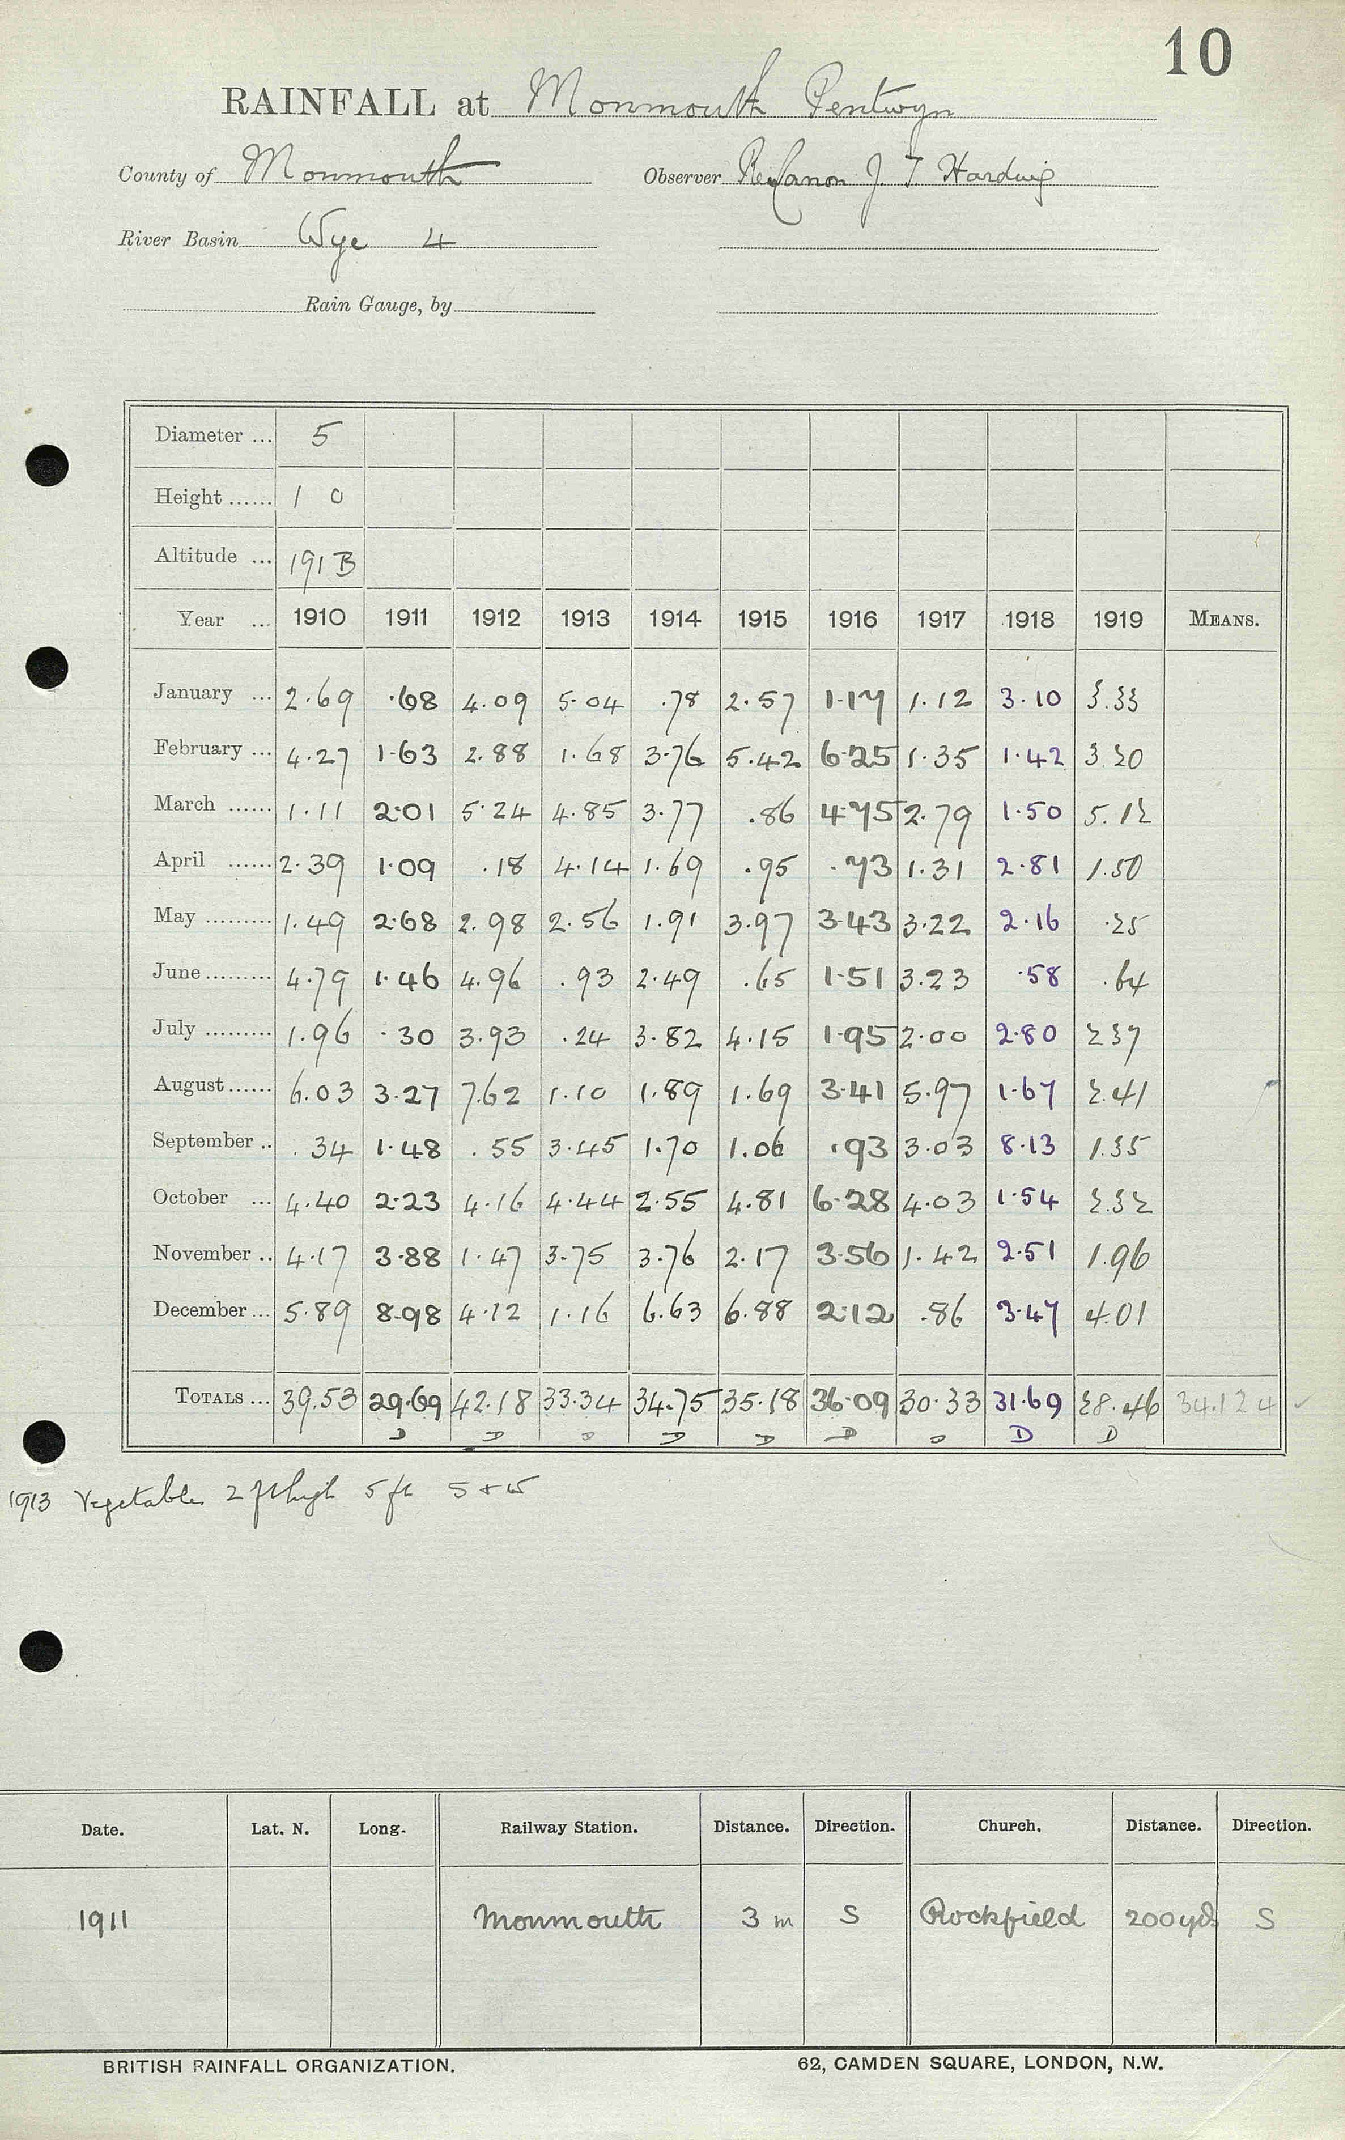 10
RAINFALL at Monmouth Pentwyn
County of Monmouth Observer Rev Canon J. T Harding
River Basin Wye 4
Rain Gauge, by
Diameter ... 5
Height ...... 1 0
Altitude ... 191 B
Year ... 1910 1911 1912 1913 1914 1915 1916 1917 1918 1919 MEANS.
January ... 2.69 .68 4.09 5.04 .78 2.57 1.17 1.12 3.10 3.33
February ... 4.27 1.63 2.88 1.68 3.76 5.42 6.25 1.35 1.42 3.20
March ...... 1.11 2.01 5.24 4.85 3.77 .86 4.75 2.79 1.50 5.12
April ...... 2.39 1.09 .18 4.14 1.69 .95 .73 1.31 2.81 1.50
May ......... 1.49 2.68 2.98 2.56 1.91 3.97 3.43 3.22 2.16 .25
June ......... 4.79 1.46 4.96 .93 2.49 .65 1.51 3.23 .58 .64
July ......... 1.96 .30 3.93 .24 3.82 4.15 1.95 2.00 2.80 2.37
August ...... 6.03 3.27 7.62 1.10 1.89 1.69 3.41 5.97 1.67 2.41
September .. .34 1.48 .55 3.45 1.70 1.06 .93 3.03 8.13 1.35
October ... 4.40 2.23 4.16 4.44 2.55 4.81 6.28 4.03 1.54 2.32
November .. 4.17 3.88 1.47 3.75 3.76 2.17 3.56 1.42 2.51 1.96
December ... 5.89 8.98 4.12 1.16 6.63 6.88 2.12 .86 3.47 4.01
TOTALS ... 39.53 29.69 42.18 33.34 34.75 35.18 36.09 30.33 31.69 28.46 34.124 ✓
D D D D D D D D D
1913 Vegetables 2 ft high 5 ft S + W
Date. Lat. N. Long. Railway Station. Distance. Direction. Church. Distance. Direction.
1911 Monmouth 3 m S Rockfield 200 yds S
BRITISH RAINFALL ORGANIZATION. 62, CAMDEN SQUARE, LONDON, N.W.